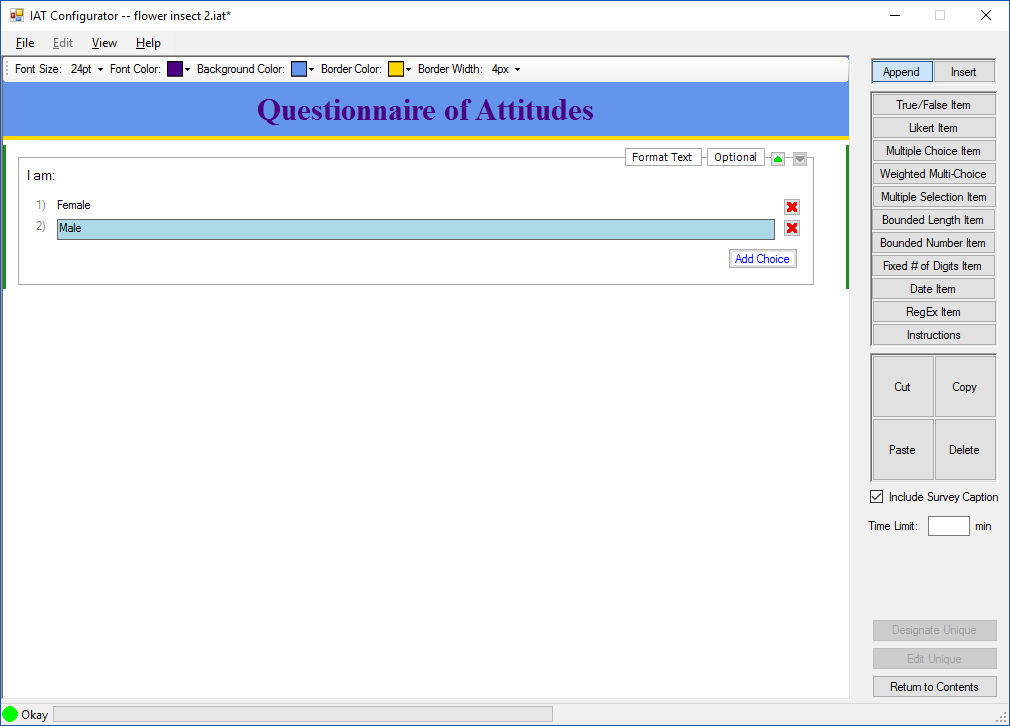 IAT Configurator -- flower insect 2.iat*
File Edit View Help
Font Size: 24pt Font Color: Background Color: Border Color: Border Width: 4px
Questionnaire of Attitudes
Format Text Optional
I am:
1) Female
2) Male
Add Choice
Append Insert
True/False Item
Likert Item
Multiple Choice Item
Weighted Multi-Choice
Multiple Selection Item
Bounded Length Item
Bounded Number Item
Fixed # of Digits Item
Date Item
RegEx Item
Instructions
Cut Copy
Paste Delete
Include Survey Caption
Time Limit: min
Designate Unique
Edit Unique
Return to Contents
Okay